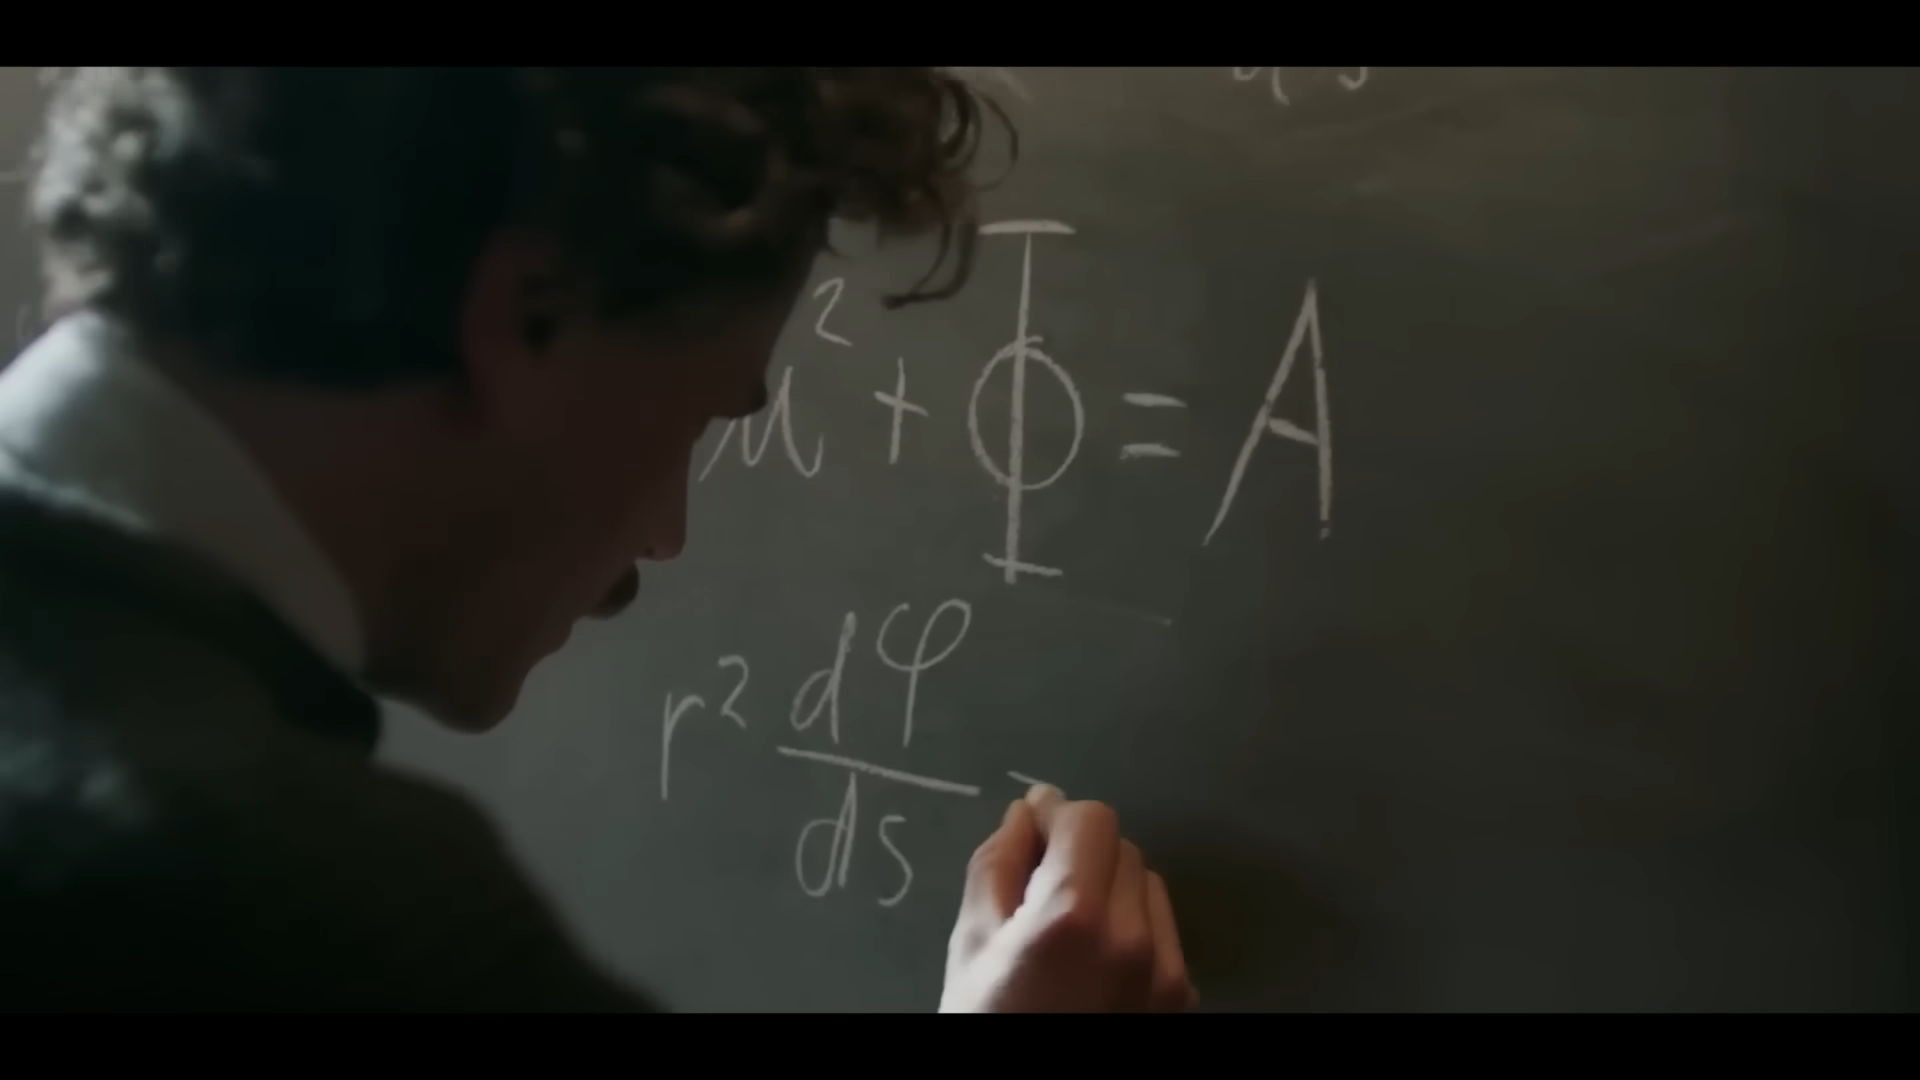 u² + Φ = A
r² dφ/ds =